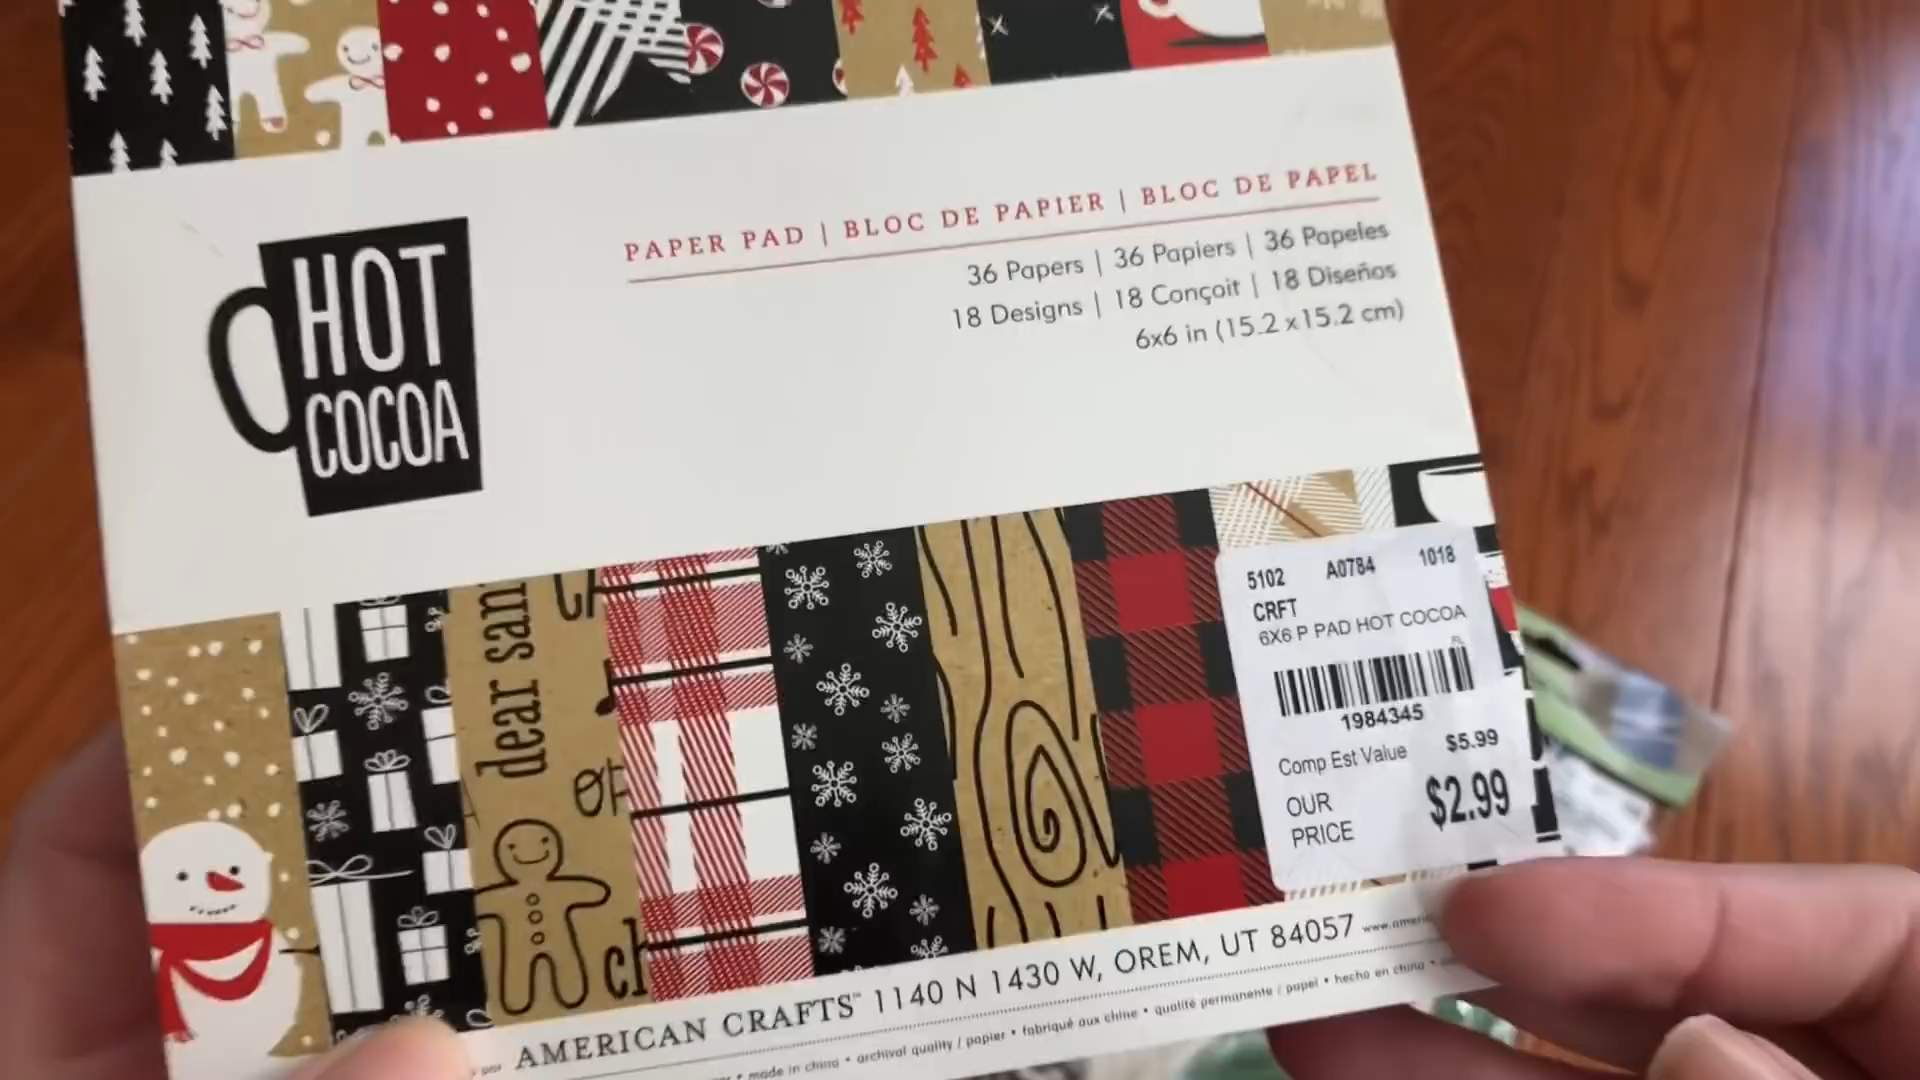 PAPER PAD | BLOC DE PAPIER | BLOC DE PAPEL
36 Papers | 36 Papiers | 36 Papeles
18 Designs | 18 Conçoit | 18 Diseños
6x6 in (15.2 x 15.2 cm)
HOT
COCOA
dear san
OF
ch
5102 A0784 1018
CRFT
6X6 P PAD HOT COCOA
1984345
Comp Est Value $5.99
OUR
PRICE $2.99
AMERICAN CRAFTS™ 1140 N 1430 W, OREM, UT 84057
made in china • archival quality / papier • fabriqué aux chine • qualité permanente / papel • hecho en china